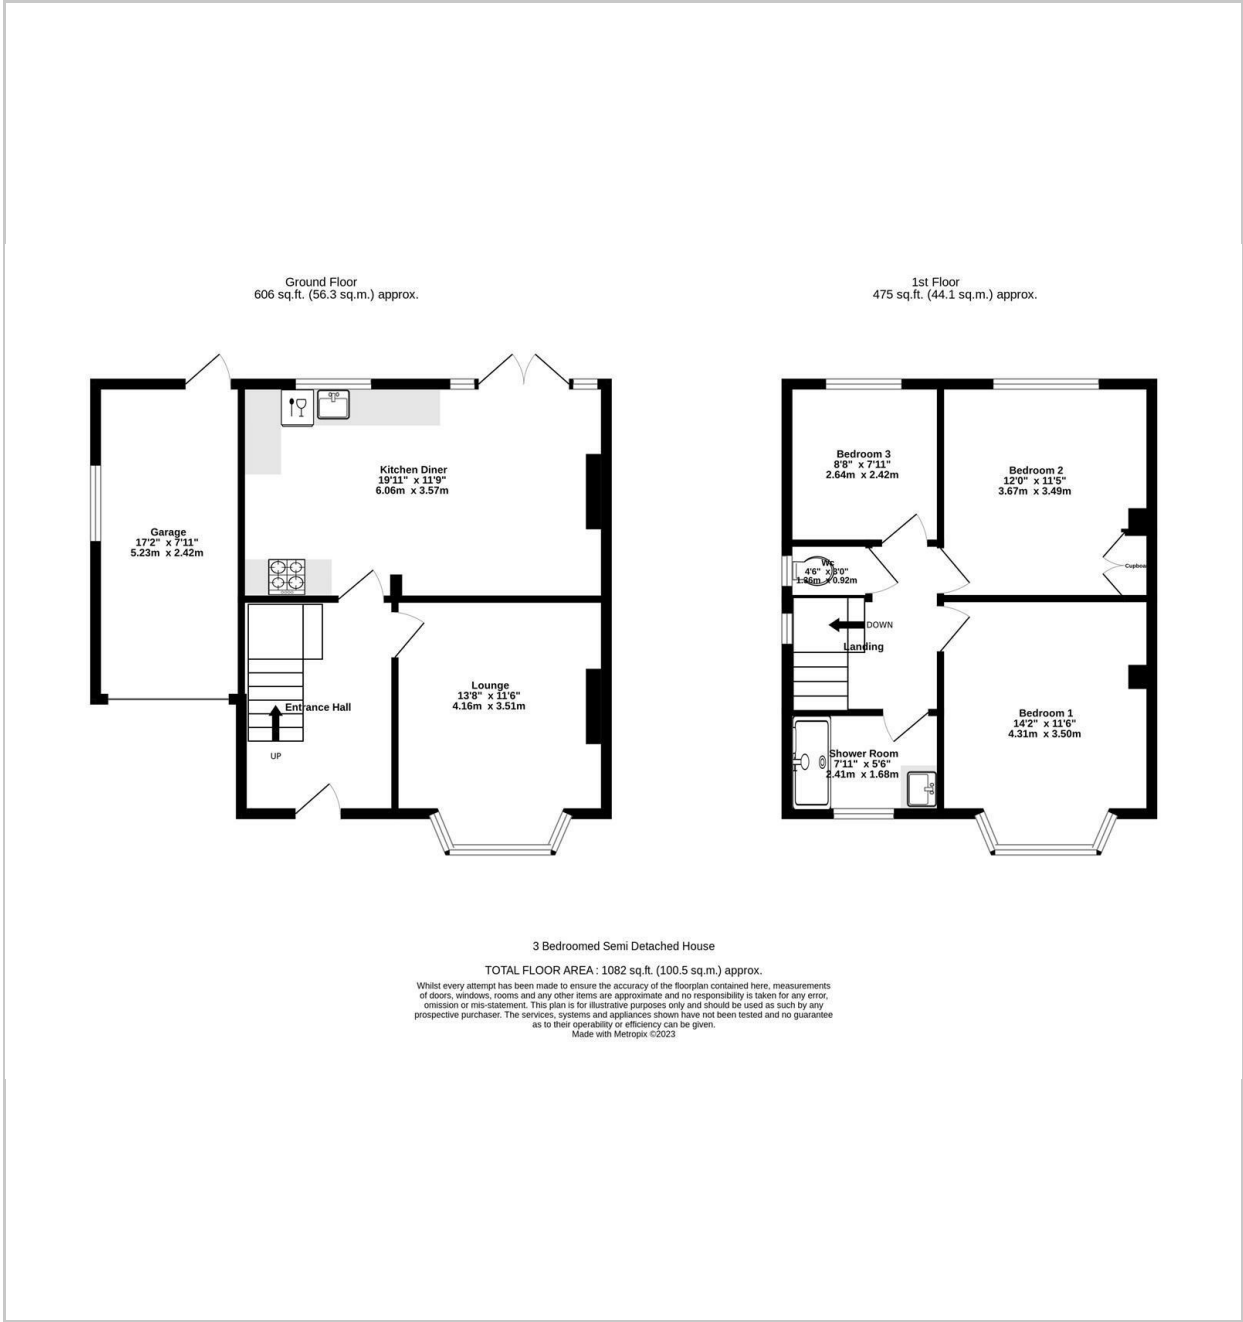 Ground Floor
606 sq.ft. (56.3 sq.m.) approx.
1st Floor
475 sq.ft. (44.1 sq.m.) approx.
Kitchen Diner
19'11" x 11'9"
6.06m x 3.57m
Garage
17'2" x 7'11"
5.23m x 2.42m
Lounge
13'8" x 11'6"
4.16m x 3.51m
Entrance Hall
UP
Bedroom 3
8'8" x 7'11"
2.64m x 2.42m
Bedroom 2
12'0" x 11'5"
3.67m x 3.49m
Wc
4'6" x 3'0"
1.36m x 0.92m
Cupboa
DOWN
Landing
Bedroom 1
14'2" x 11'6"
4.31m x 3.50m
Shower Room
7'11" x 5'6"
2.41m x 1.68m
3 Bedroomed Semi Detached House
TOTAL FLOOR AREA : 1082 sq.ft. (100.5 sq.m.) approx.
Whilst every attempt has been made to ensure the accuracy of the floorplan contained here, measurements
of doors, windows, rooms and any other items are approximate and no responsibility is taken for any error,
omission or mis-statement. This plan is for illustrative purposes only and should be used as such by any
prospective purchaser. The services, systems and appliances shown have not been tested and no guarantee
as to their operability or efficiency can be given.
Made with Metropix ©2023